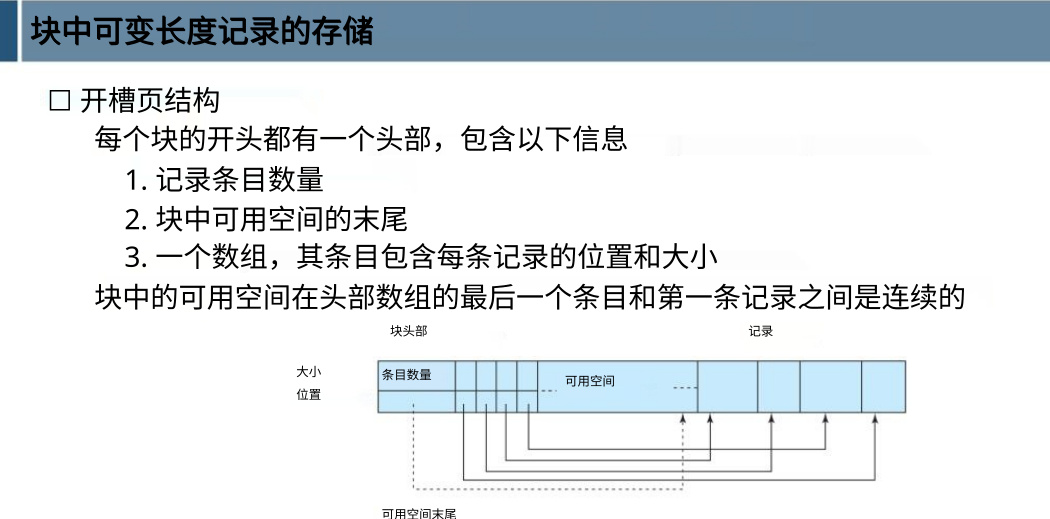 块中可变长度记录的存储
开槽页结构
每个块的开头都有一个头部，包含以下信息
1. 记录条目数量
2. 块中可用空间的末尾
3. 一个数组，其条目包含每条记录的位置和大小
块中的可用空间在头部数组的最后一个条目和第一条记录之间是连续的
块头部
记录
大小
条目数量
可用空间
位置
可用空间末尾